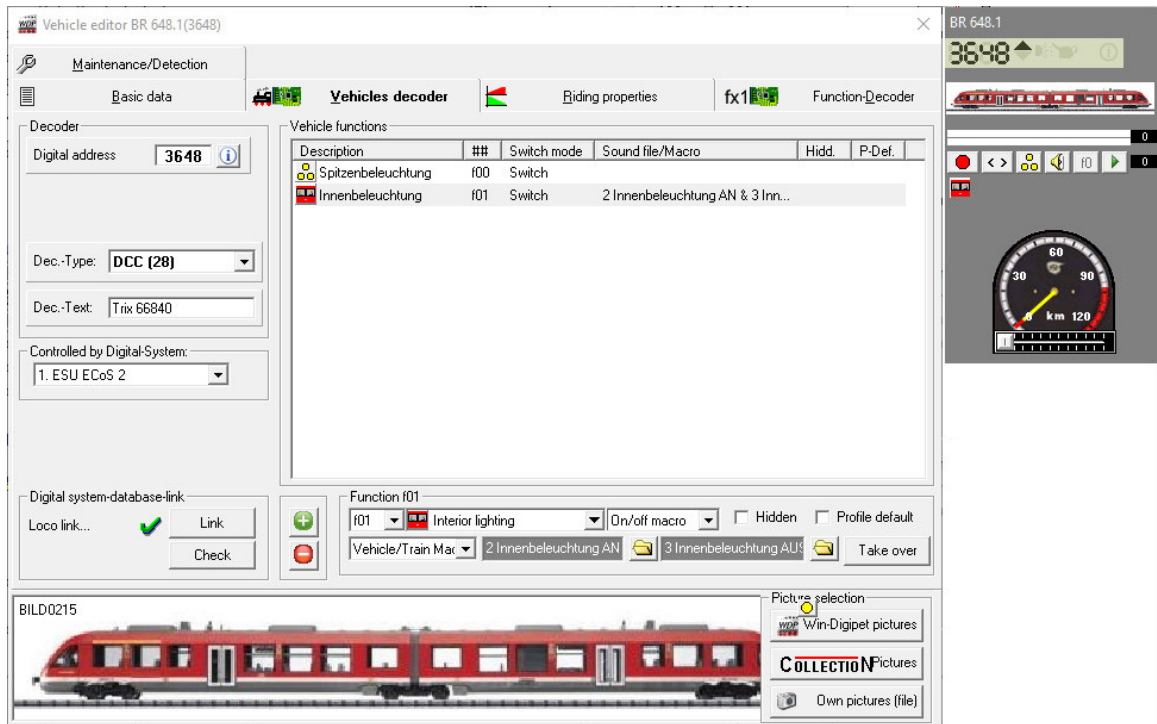 WDP Vehicle editor BR 648.1(3648)
Maintenance/Detection
Basic data
Vehicles decoder
Riding properties
fx1
Function-Decoder
Decoder
Digital address 3648
Dec.-Type: DCC (28)
Dec.-Text: Trix 66840
Controlled by Digital-System:
1. ESU ECoS 2
Vehicle functions
Description ## Switch mode Sound file/Macro Hidd. P-Def.
Spitzenbeleuchtung f00 Switch
Innenbeleuchtung f01 Switch 2 Innenbeleuchtung AN & 3 Inn...
Digital system-database-link
Loco link... Link
Check
Function f01
f01 Interior lighting On/off macro Hidden Profile default
Vehicle/Train Mac 2 Innenbeleuchtung AN 3 Innenbeleuchtung AUS Take over
BILD0215
Picture selection
WDP Win-Digipet pictures
COLLECTION Pictures
Own pictures (file)
BR 648.1
3648
0
< > f0 0
60
30 90
0 km 120